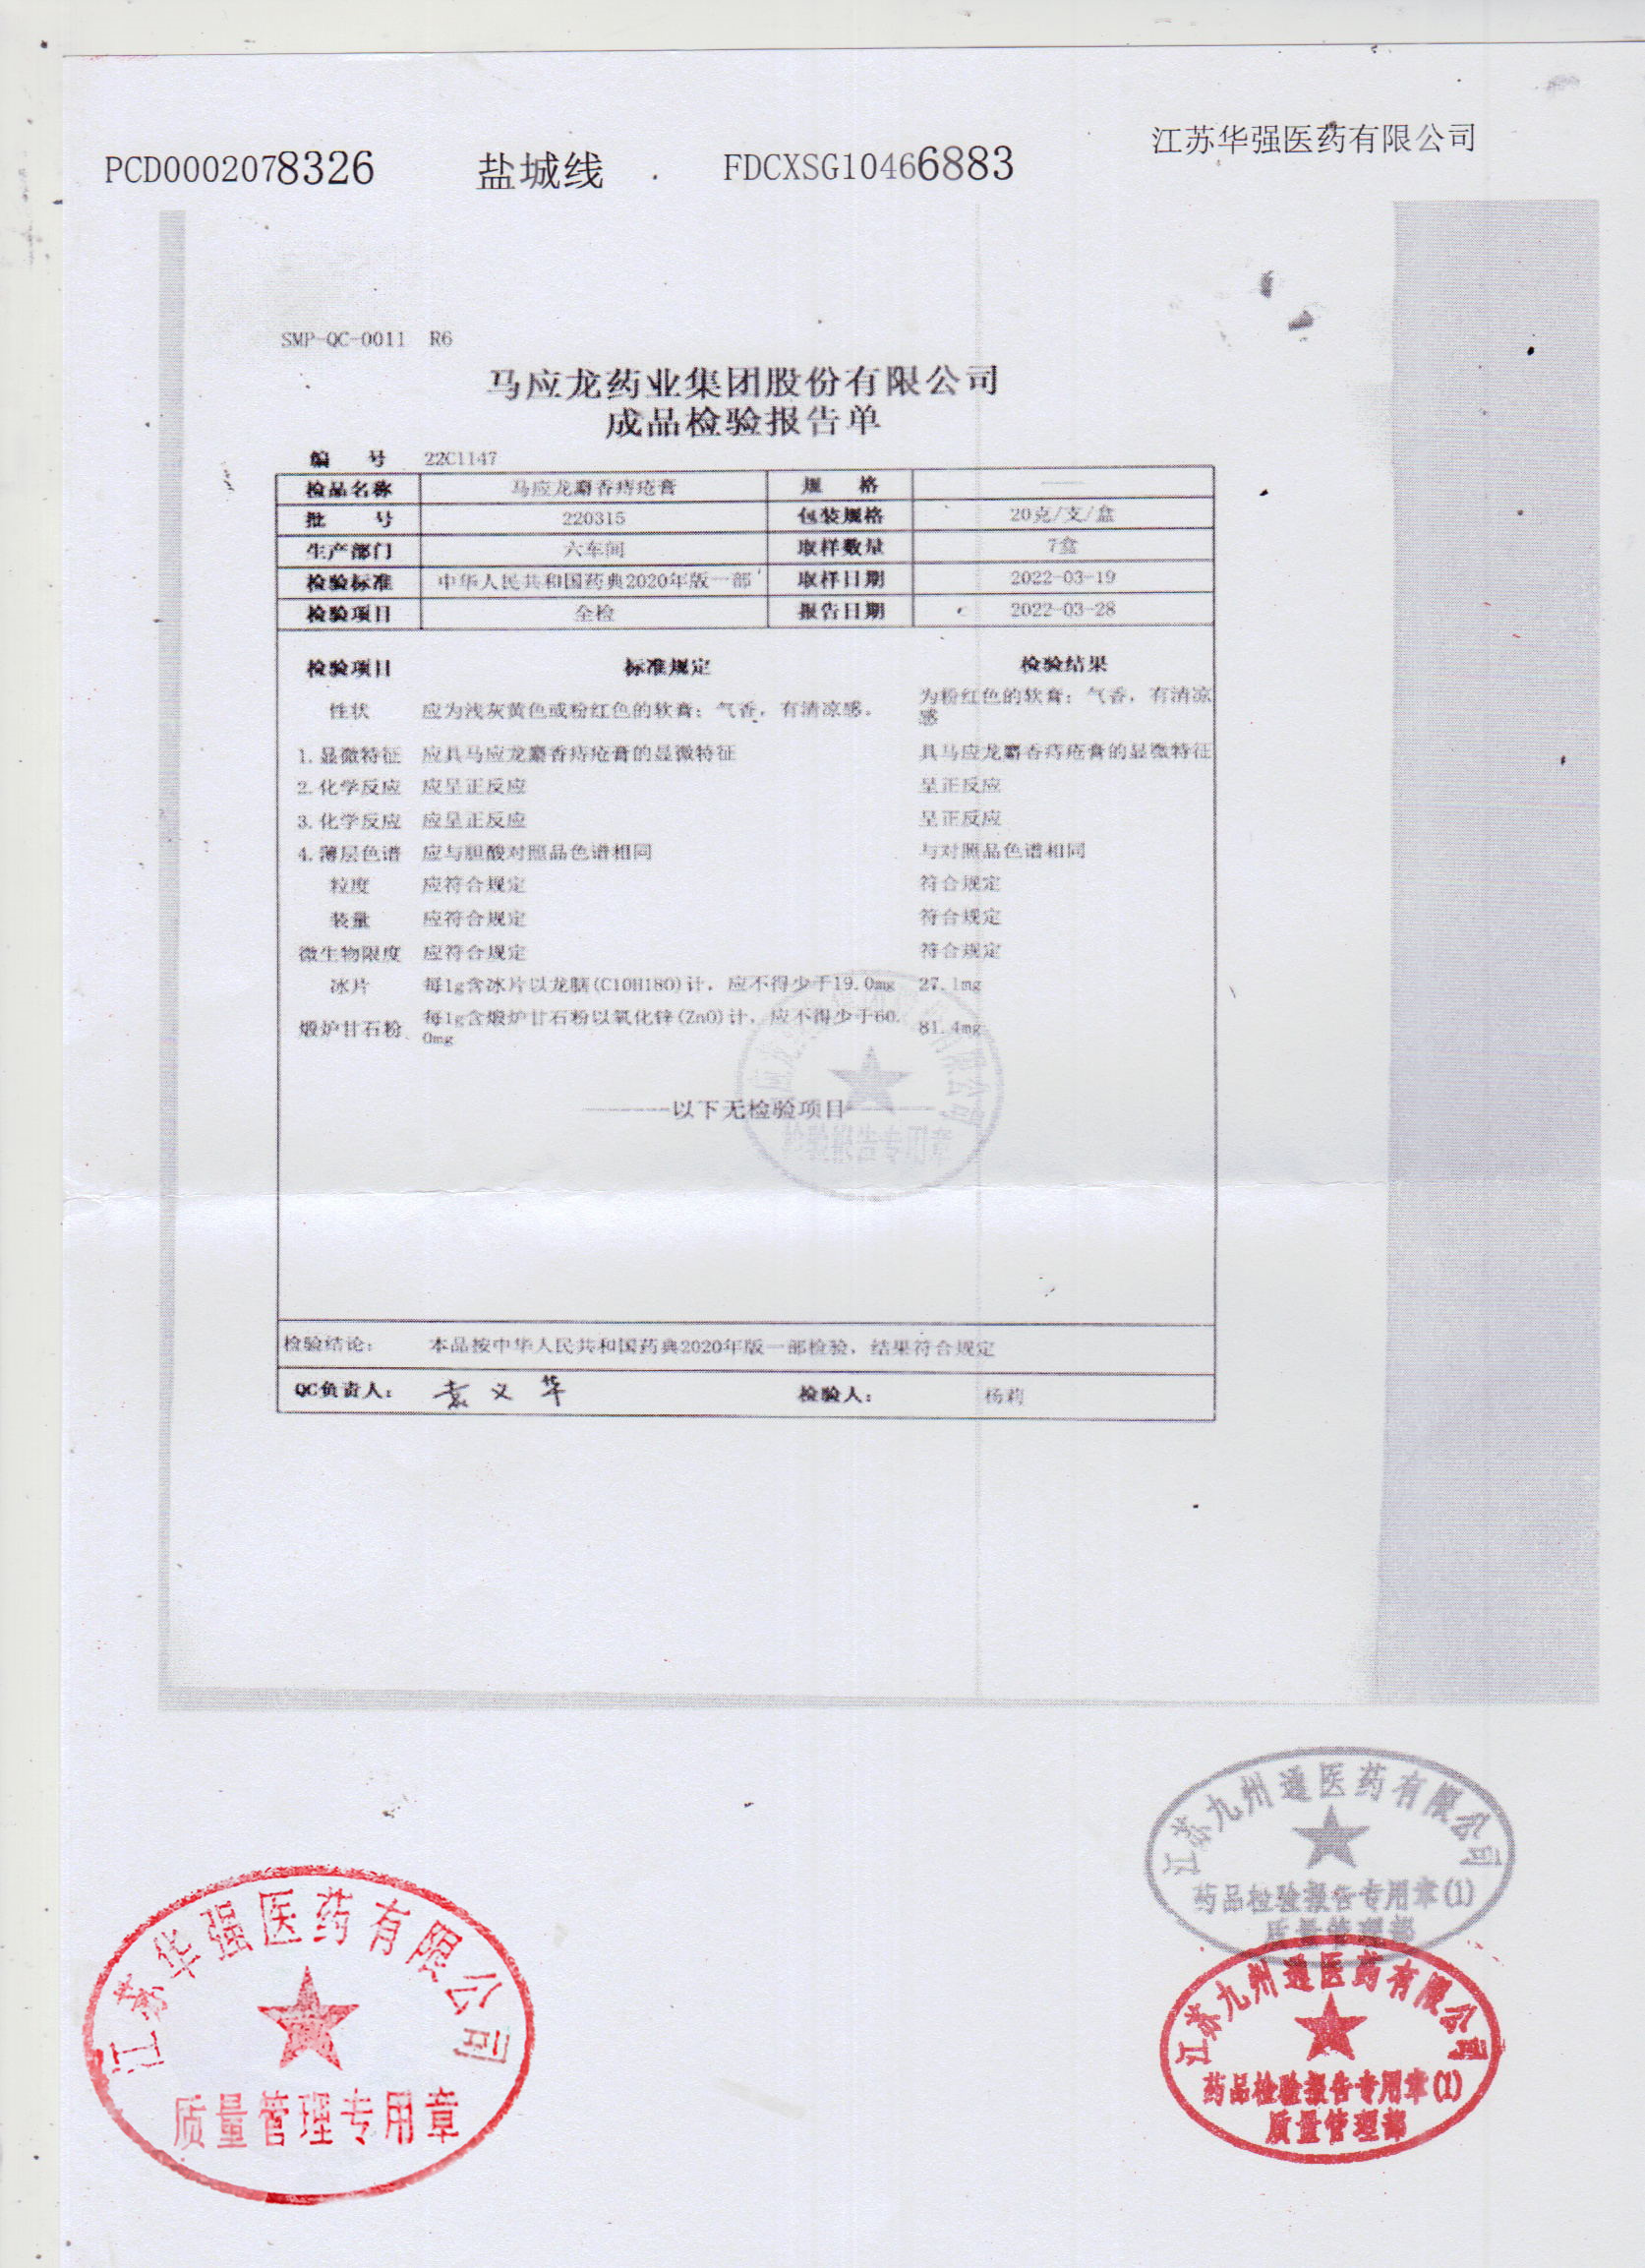 江苏华强医药有限公司
PCD0002078326 盐城线 FDCXSG10466883
SMP-QC-0011 R6
马应龙药业集团股份有限公司
成品检验报告单
编 号 22C1147
检品名称 马应龙麝香痔疮膏 规 格 ——
批 号 220315 包装规格 20克/支/盒
生产部门 六车间 取样数量 7盒
检验标准 中华人民共和国药典2020年版一部 取样日期 2022-03-19
检验项目 全检 报告日期 2022-03-28
检验项目 标准规定 检验结果
性状 应为浅灰黄色或粉红色的软膏；气香，有清凉感。 为粉红色的软膏；气香，有清凉
感
1.显微特征 应具马应龙麝香痔疮膏的显微特征 具马应龙麝香痔疮膏的显微特征
2.化学反应 应呈正反应 呈正反应
3.化学反应 应呈正反应 呈正反应
4.薄层色谱 应与胆酸对照品色谱相同 与对照品色谱相同
粒度 应符合规定 符合规定
装量 应符合规定 符合规定
微生物限度 应符合规定 符合规定
冰片 每1g含冰片以龙脑(C10H18O)计，应不得少于19.0mg 27.1mg
煅炉甘石粉 每1g含煅炉甘石粉以氧化锌(ZnO)计，应不得少于60. 81.4mg
0mg
————以下无检验项目————
检验报告专用章
检验结论： 本品按中华人民共和国药典2020年版一部检验，结果符合规定
QC负责人： 袁义华 检验人： 杨莉
江苏九州通医药有限公司
药品检验报告专用章(1)
质量管理部
江苏华强医药有限公司
质量管理专用章
江苏九州通医药有限公司
药品检验报告专用章(1)
质量管理部